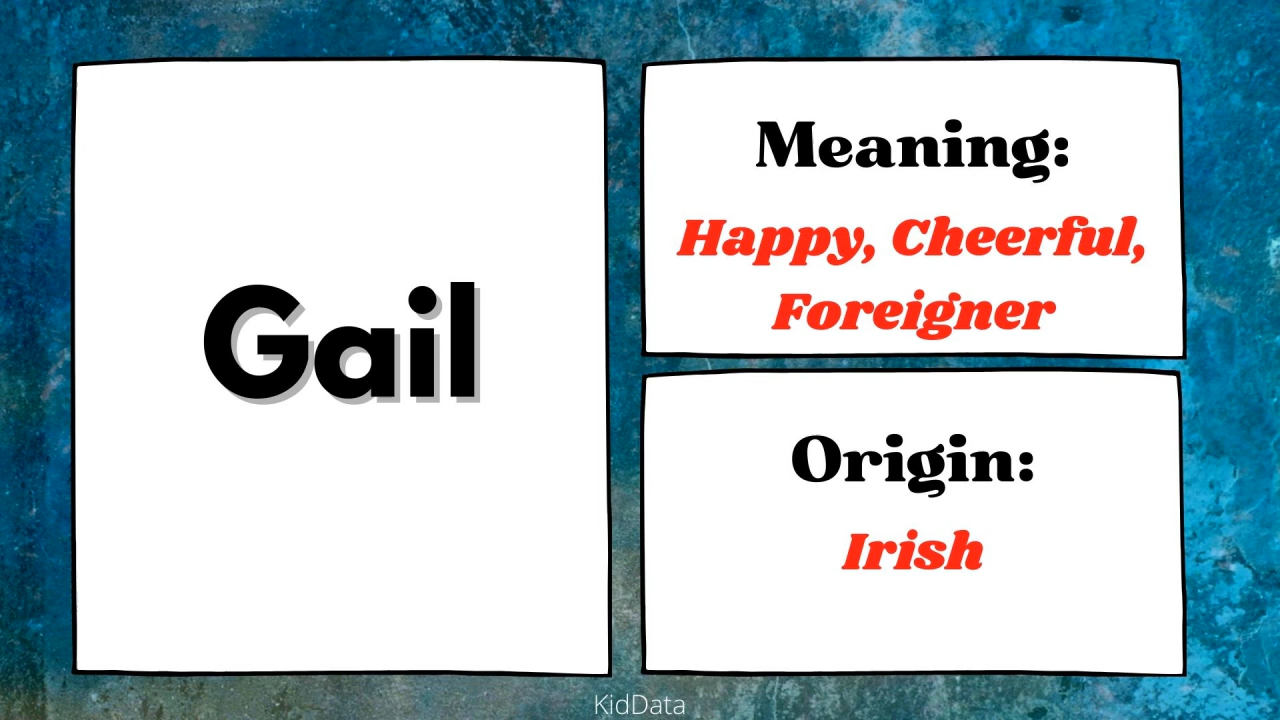 Gail
Meaning:
Happy, Cheerful,
Foreigner
Origin:
Irish
KidData